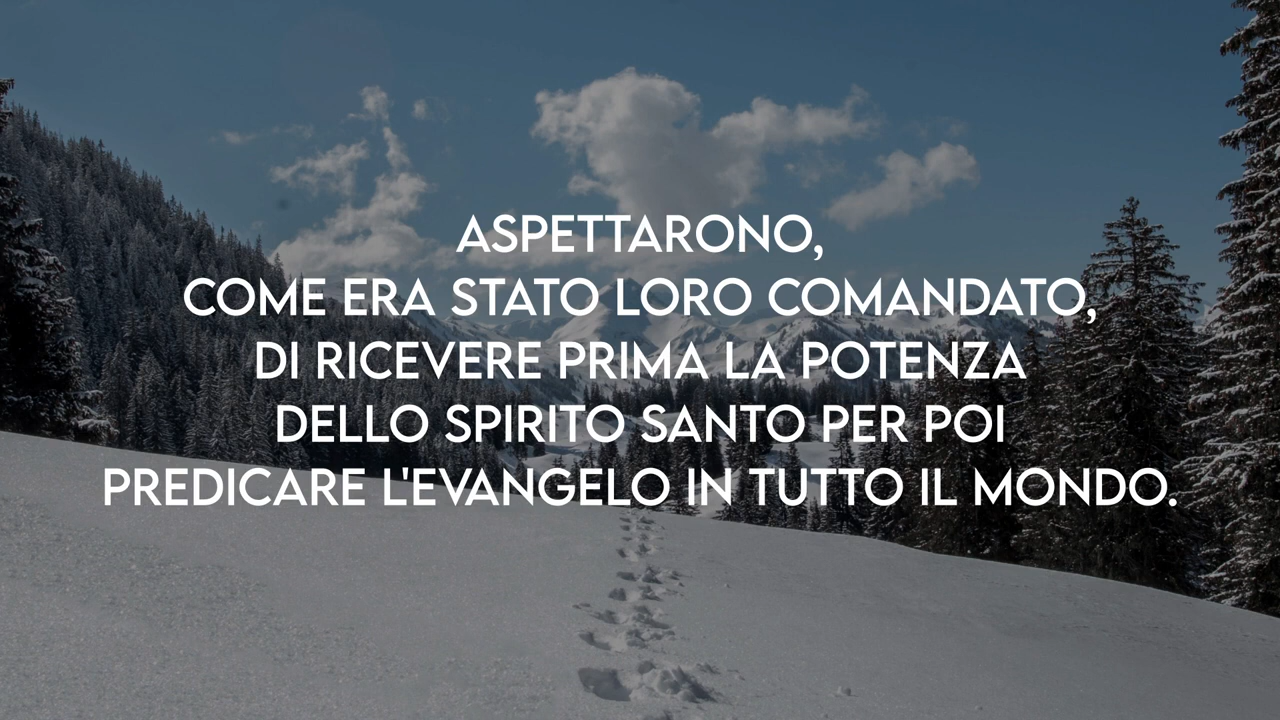 ASPETTARONO,
COME ERA STATO LORO COMANDATO,
DI RICEVERE PRIMA LA POTENZA
DELLO SPIRITO SANTO PER POI
PREDICARE L'EVANGELO IN TUTTO IL MONDO.